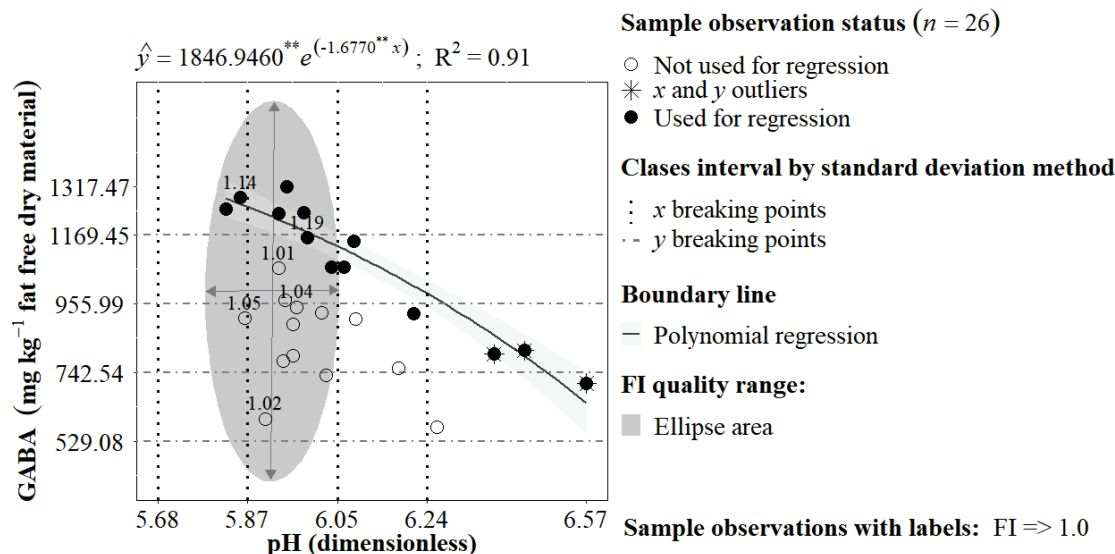 ŷ = 1846.9460** e^(-1.6770** x) ; R² = 0.91
Sample observation status (n = 26)
Not used for regression
x and y outliers
Used for regression
Clases interval by standard deviation method
x breaking points
y breaking points
Boundary line
Polynomial regression
FI quality range:
Ellipse area
Sample observations with labels: FI => 1.0
GABA (mg kg⁻¹ fat free dry material)
1317.47
1169.45
955.99
742.54
529.08
1.14
1.19
1.01
1.04
1.05
1.02
5.68 5.87 6.05 6.24 6.57
pH (dimensionless)